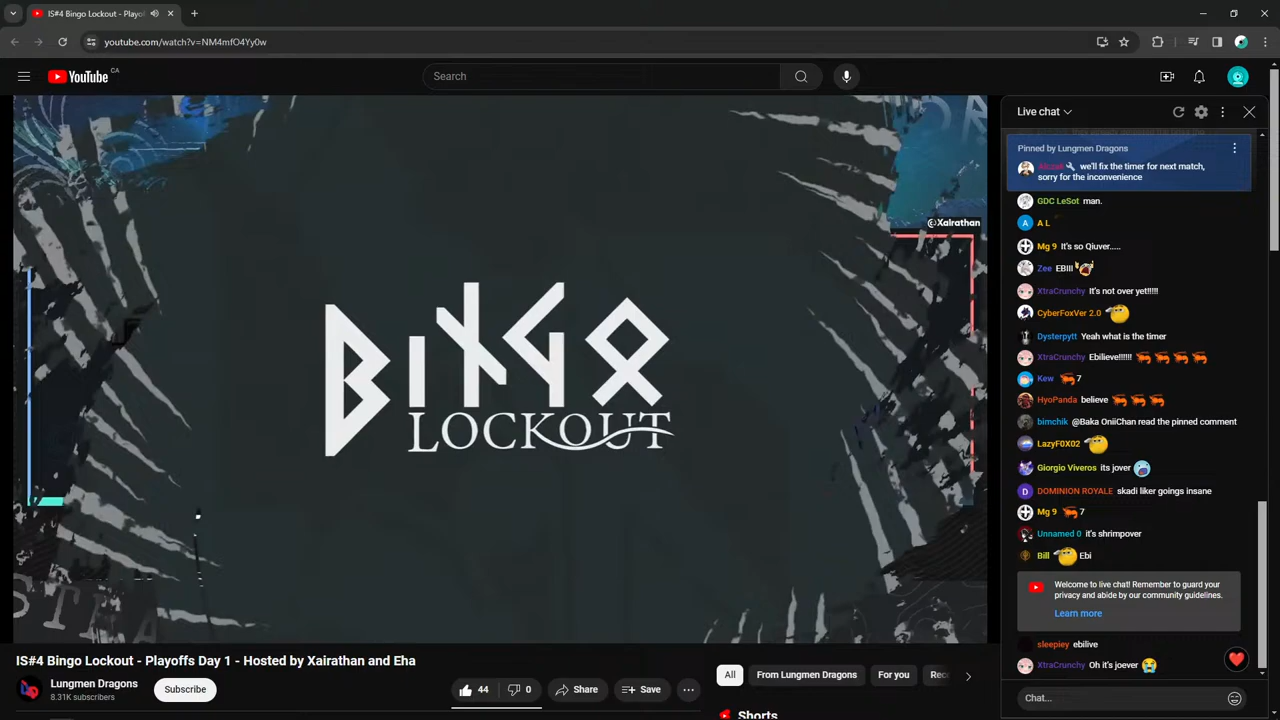 IS#4 Bingo Lockout - Playof
youtube.com/watch?v=NM4mfO4Yy0w
YouTube CA
Search
@Xairathan
BINGO
LOCKOUT
Live chat
Pinned by Lungmen Dragons
we'll fix the timer for next match,
sorry for the inconvenience
GDC LeSot man.
A L
Mg 9 It's so Qiuver.....
Zee EBIII
XtraCrunchy It's not over yet!!!!!
CyberFoxVer 2.0
Dysterpytt Yeah what is the timer
XtraCrunchy Ebilieve!!!!!!
Kew 7
HyoPanda believe
bimchik @Baka OniiChan read the pinned comment
LazyF0X02
Giorgio Viveros its jover
D DOMINION ROYALE skadi liker goings insane
Mg 9 7
Unnamed 0 it's shrimpover
Bill Ebi
Welcome to live chat! Remember to guard your
privacy and abide by our community guidelines.
Learn more
sleepiey ebilive
XtraCrunchy Oh it's joever
Chat...
IS#4 Bingo Lockout - Playoffs Day 1 - Hosted by Xairathan and Eha
Lungmen Dragons
8.31K subscribers
Subscribe
44
0
Share
Save
All
From Lungmen Dragons
For you
Rec
Shorts